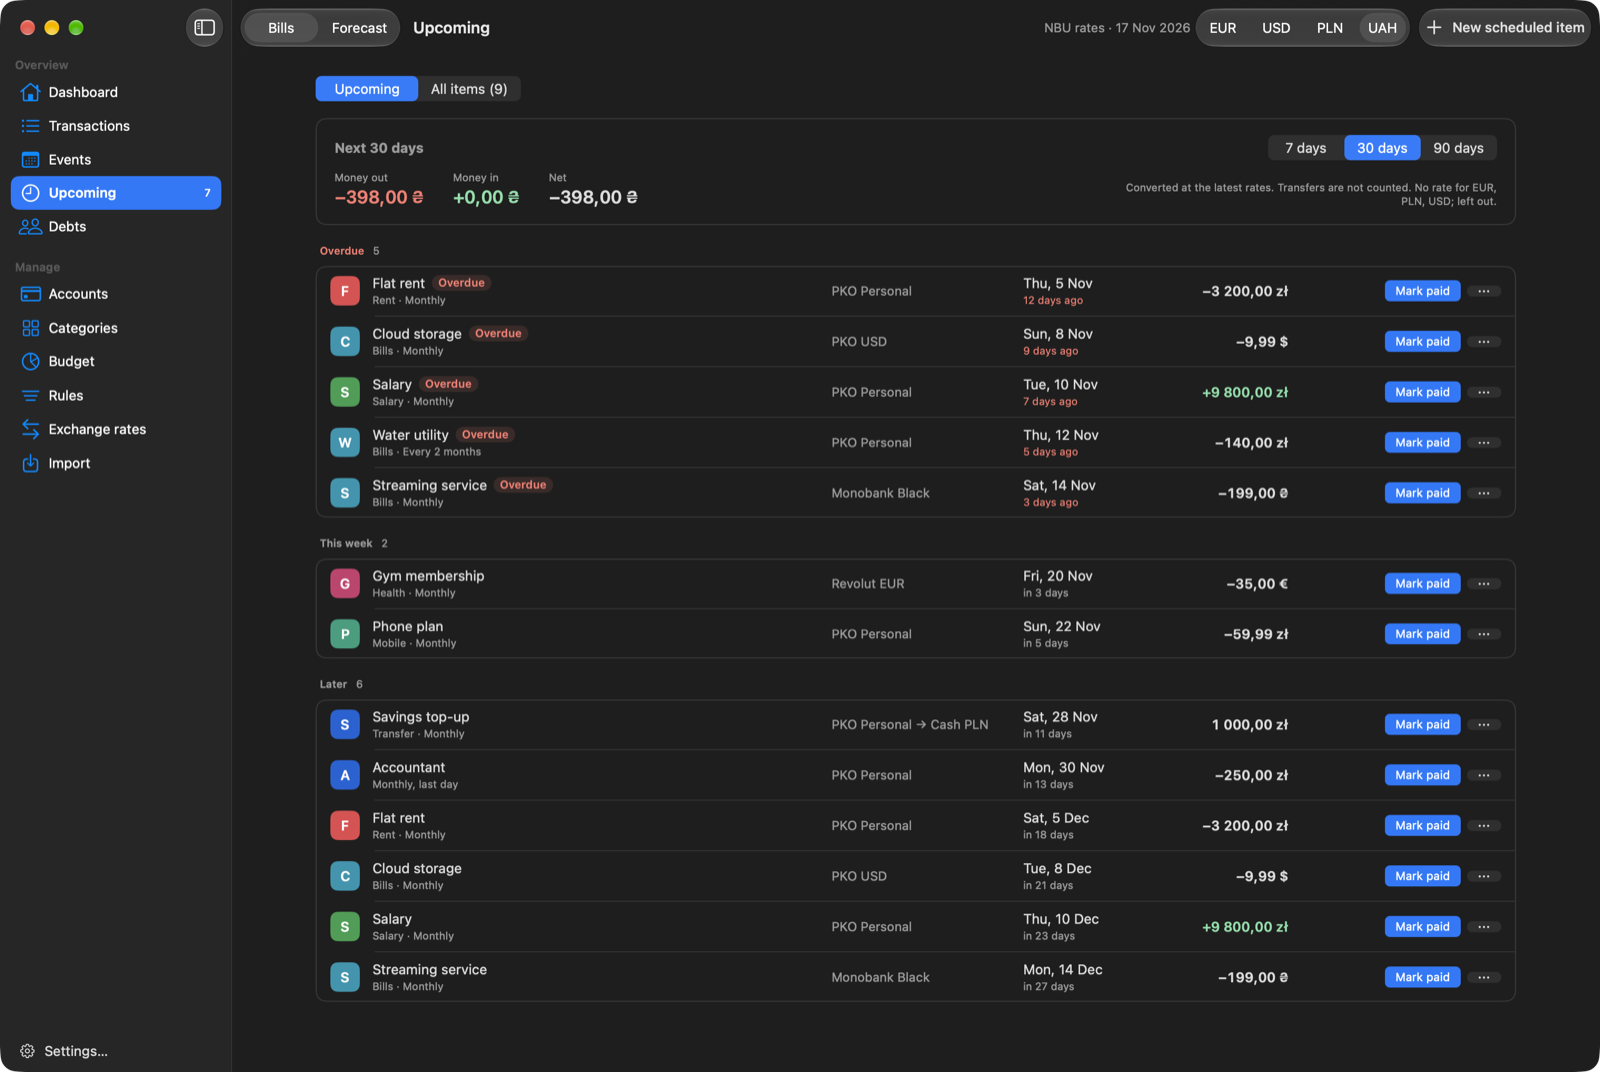 Bills
Forecast
Upcoming
NBU rates · 17 Nov 2026
EUR
USD
PLN
UAH
New scheduled item
Overview
Dashboard
Transactions
Events
Upcoming
7
Debts
Manage
Accounts
Categories
Budget
Rules
Exchange rates
Import
Settings...
Upcoming
All items (9)
Next 30 days
7 days
30 days
90 days
Money out
−398,00 ₴
Money in
+0,00 ₴
Net
−398,00 ₴
Converted at the latest rates. Transfers are not counted. No rate for EUR,
PLN, USD; left out.
Overdue 5
F
Flat rent Overdue
Rent · Monthly
PKO Personal
Thu, 5 Nov
12 days ago
−3 200,00 zł
Mark paid
C
Cloud storage Overdue
Bills · Monthly
PKO USD
Sun, 8 Nov
9 days ago
−9,99 $
Mark paid
S
Salary Overdue
Salary · Monthly
PKO Personal
Tue, 10 Nov
7 days ago
+9 800,00 zł
Mark paid
W
Water utility Overdue
Bills · Every 2 months
PKO Personal
Thu, 12 Nov
5 days ago
−140,00 zł
Mark paid
S
Streaming service Overdue
Bills · Monthly
Monobank Black
Sat, 14 Nov
3 days ago
−199,00 ₴
Mark paid
This week 2
G
Gym membership
Health · Monthly
Revolut EUR
Fri, 20 Nov
in 3 days
−35,00 €
Mark paid
P
Phone plan
Mobile · Monthly
PKO Personal
Sun, 22 Nov
in 5 days
−59,99 zł
Mark paid
Later 6
S
Savings top-up
Transfer · Monthly
PKO Personal → Cash PLN
Sat, 28 Nov
in 11 days
1 000,00 zł
Mark paid
A
Accountant
Monthly, last day
PKO Personal
Mon, 30 Nov
in 13 days
−250,00 zł
Mark paid
F
Flat rent
Rent · Monthly
PKO Personal
Sat, 5 Dec
in 18 days
−3 200,00 zł
Mark paid
C
Cloud storage
Bills · Monthly
PKO USD
Tue, 8 Dec
in 21 days
−9,99 $
Mark paid
S
Salary
Salary · Monthly
PKO Personal
Thu, 10 Dec
in 23 days
+9 800,00 zł
Mark paid
S
Streaming service
Bills · Monthly
Monobank Black
Mon, 14 Dec
in 27 days
−199,00 ₴
Mark paid